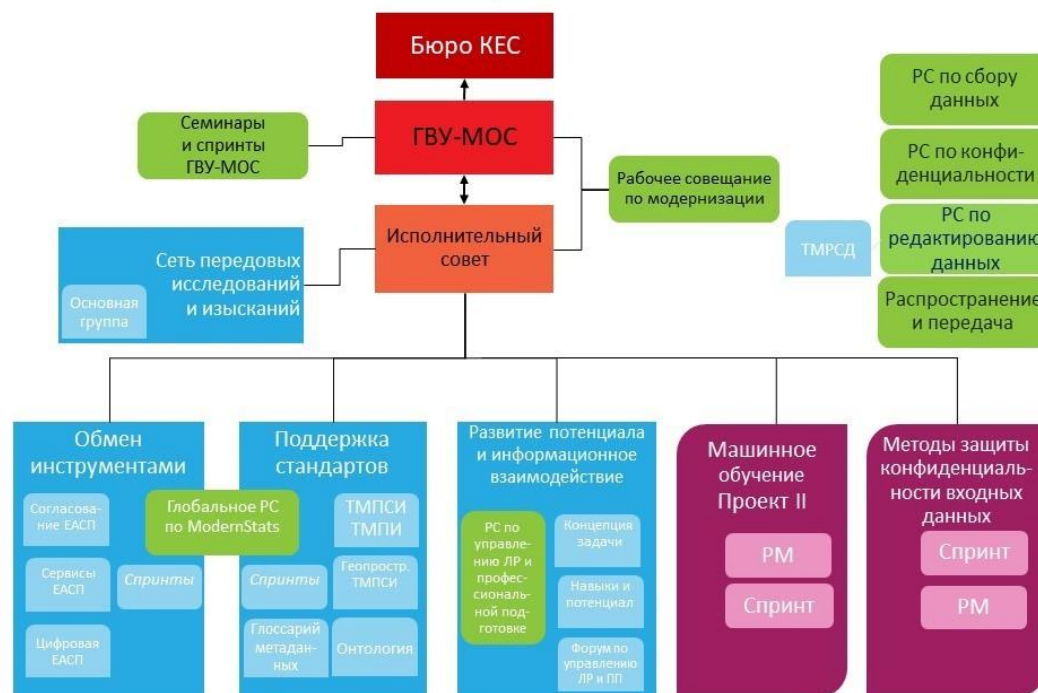 Бюро КЕС
ГВУ-МОС
Семинары
и спринты
ГВУ-МОС
Рабочее совещание
по модернизации
Исполнительный
совет
Сеть передовых
исследований
и изысканий
Основная
группа
РС по сбору
данных
РС по конфи-
денциальности
РС по
редактированию
данных
ТМРСД
Распространение
и передача
Обмен
инструментами
Согласова-
ние ЕАСП
Сервисы
ЕАСП
Цифровая
ЕАСП
Спринты
Глобальное РС
по ModernStats
Поддержка
стандартов
ТМПСИ
ТМПИ
Спринты
Геопростр.
ТМПСИ
Глоссарий
метадан-
ных
Онтология
Развитие потенциала
и информационное
взаимодействие
РС по
управле-
нию ЛР и
профес-
сиональ-
ной под-
готовке
Концепция
задачи
Навыки и
потенциал
Форум по
управлению
ЛР и ПП
Машинное
обучение
Проект II
РМ
Спринт
Методы защиты
конфиденциаль-
ности входных
данных
Спринт
РМ